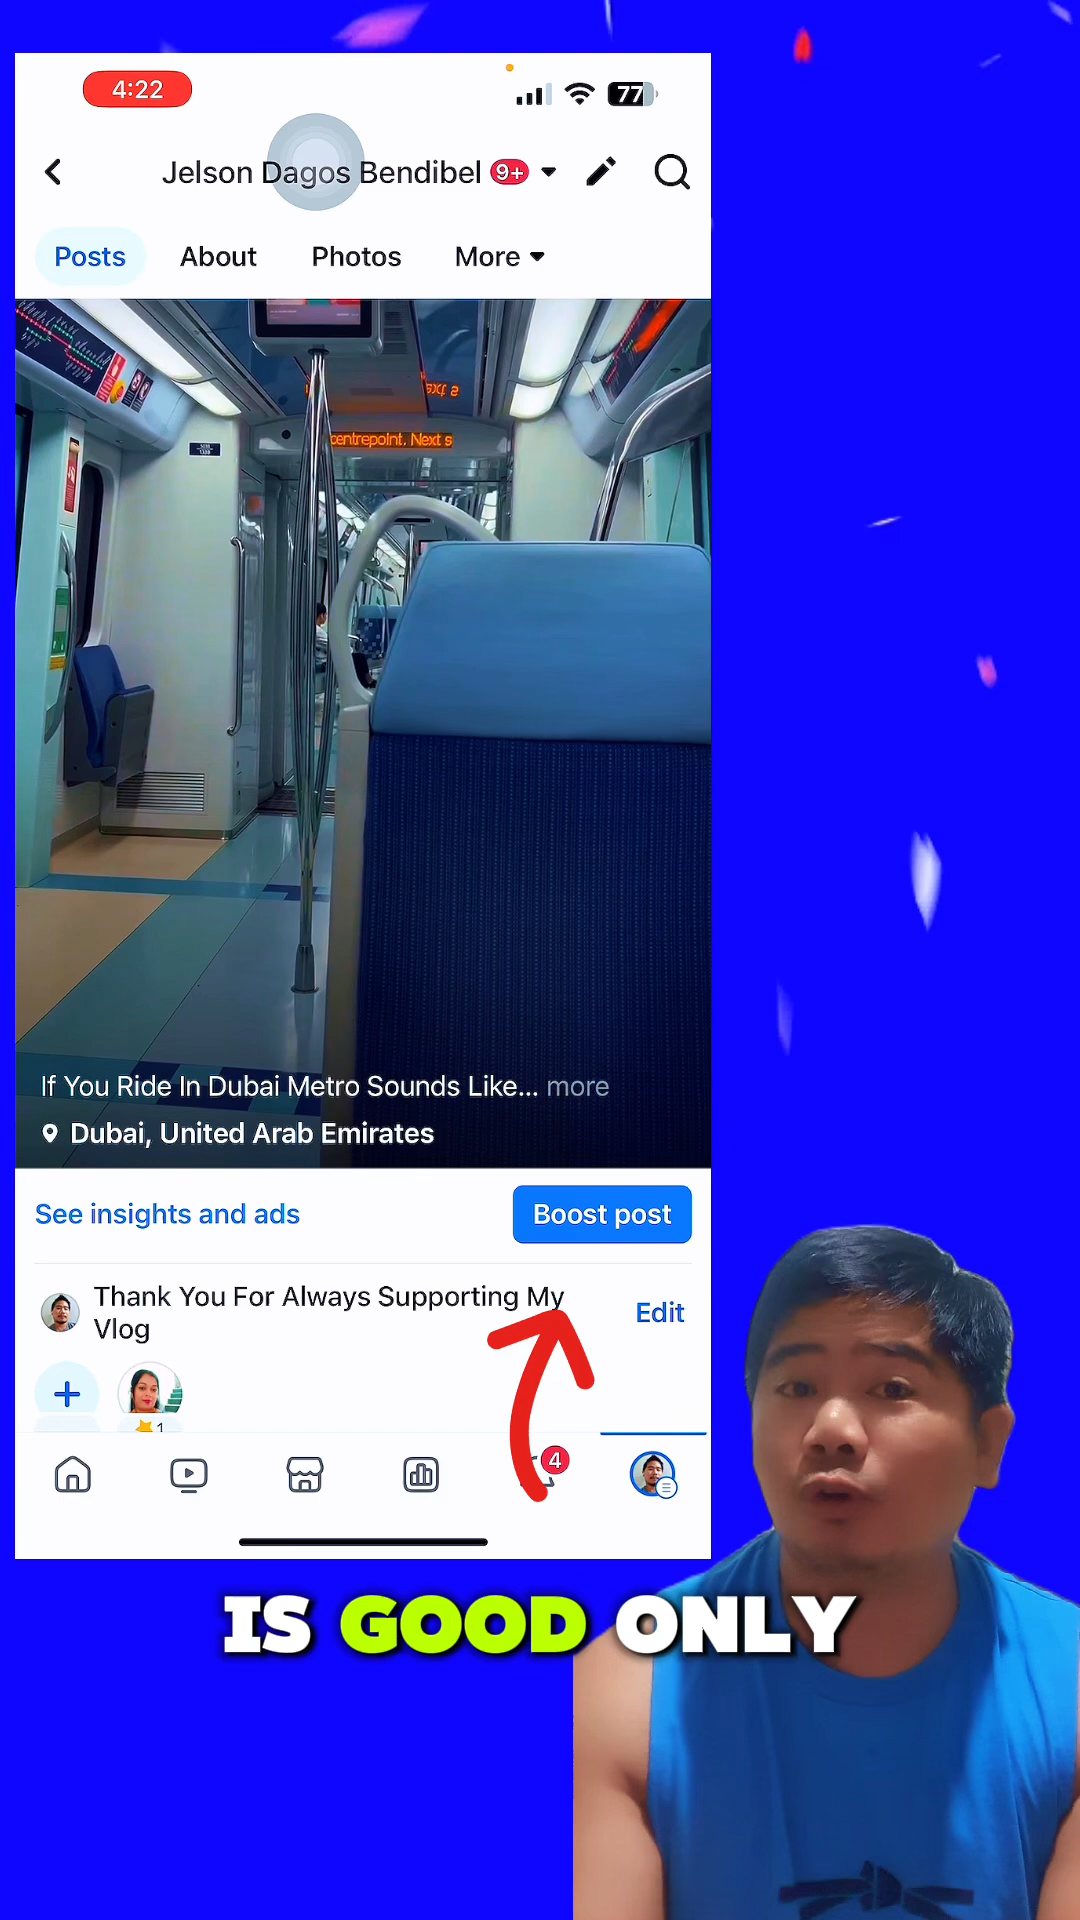 4:22
77
Jelson Dagos Bendibel 9+
Posts
About
Photos
More
centrepoint. Next s
If You Ride In Dubai Metro Sounds Like... more
Dubai, United Arab Emirates
See insights and ads
Boost post
Thank You For Always Supporting My
Vlog
Edit
1
4
IS GOOD ONLY